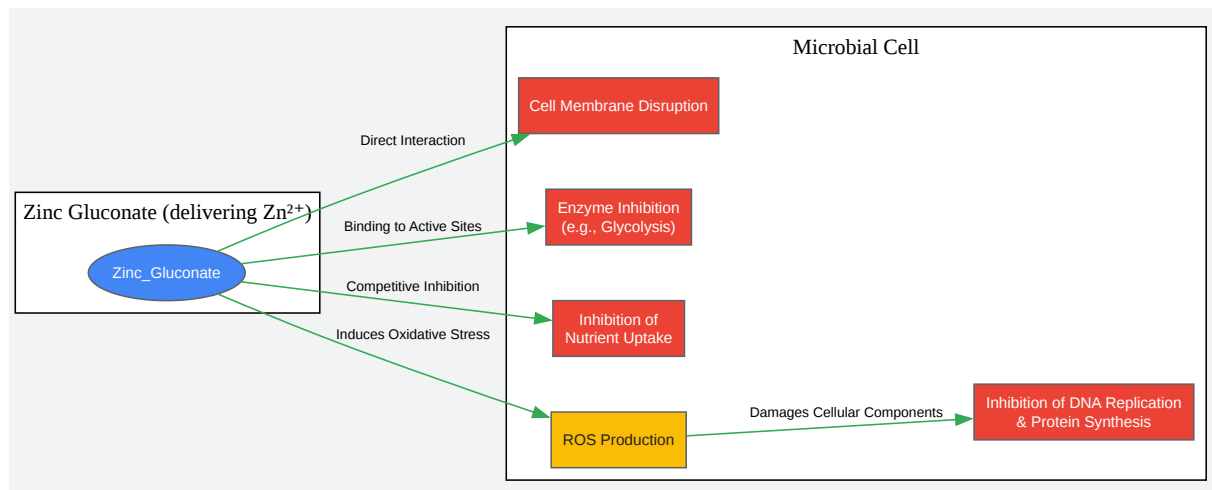 Microbial Cell
Cell Membrane Disruption
Direct Interaction
Zinc Gluconate (delivering Zn²⁺)
Enzyme Inhibition
(e.g., Glycolysis)
Binding to Active Sites
Zinc_Gluconate
Competitive Inhibition
Inhibition of
Nutrient Uptake
Induces Oxidative Stress
ROS Production
Damages Cellular Components
Inhibition of DNA Replication
& Protein Synthesis